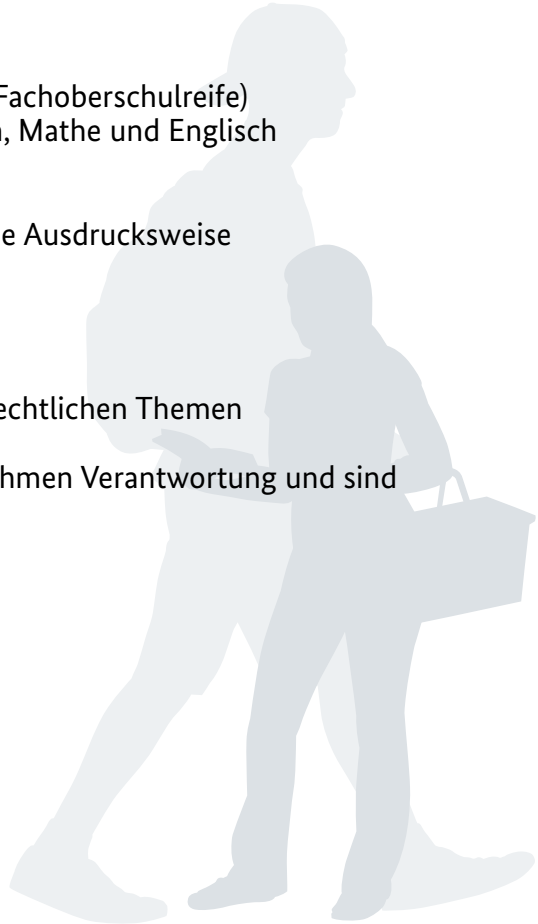 Fachoberschulreife)
, Mathe und Englisch
e Ausdrucksweise
echtlichen Themen
hmen Verantwortung und sind